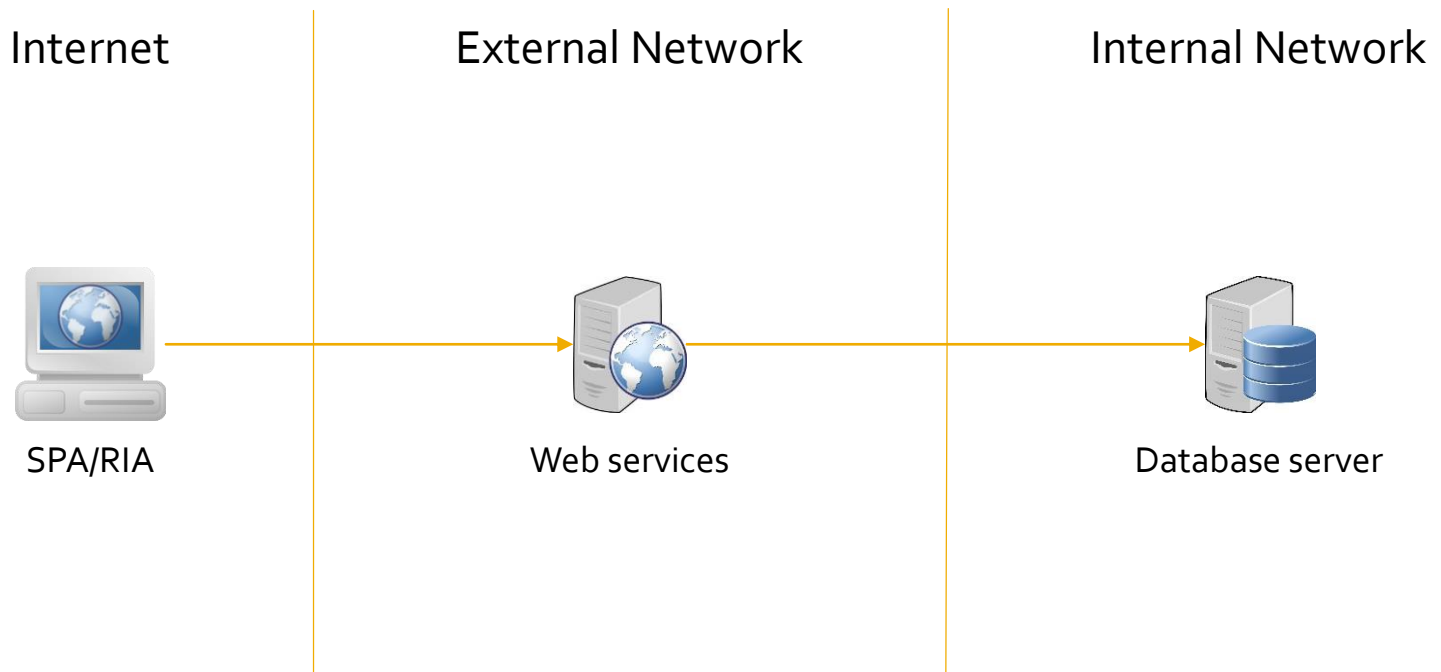 Internet
External Network
Internal Network
SPA/RIA
Web services
Database server